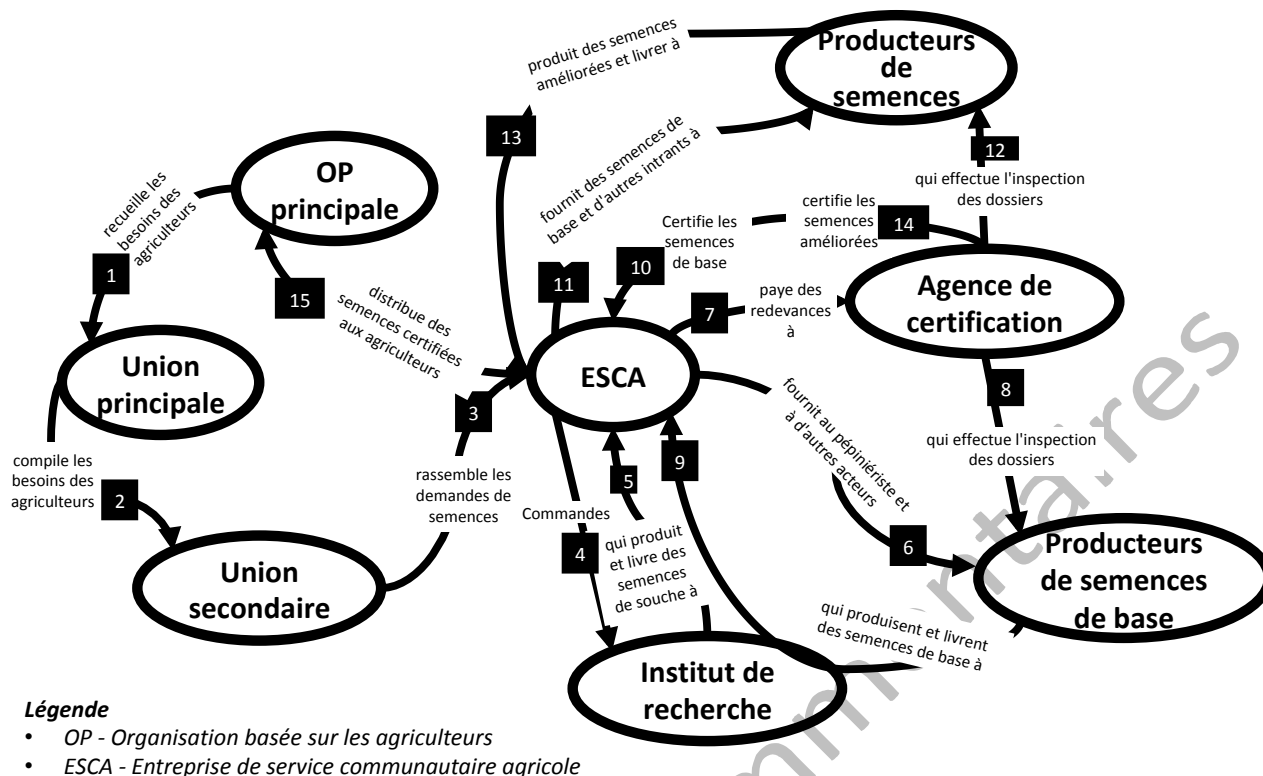 produit des semences
améliorées et livrer à
Producteurs
de
semences
13
fournit des semences de
base et d'autres intrants à
12
OP
principale
recueille les
besoins des
agriculteurs
qui effectue l'inspection
des dossiers
certifie les
semences
améliorées
14
Certifie les
semences
de base
10
1
15
11
distribue des
semences certifiées
aux agriculteurs
7
paye des
redevances
à
Agence de
certification
Union
principale
ESCA
3
8
fournit au pépiniériste et
à d'autres acteurs
qui effectue l'inspection
des dossiers
compile les
besoins des
agriculteurs
2
rassemble les
demandes de
semences
Commandes
5
9
4
qui produit
et livre des
semences
de souche à
6
Union
secondaire
Producteurs
de semences
de base
qui produisent et livrent
des semences de base à
Institut de
recherche
Légende
• OP - Organisation basée sur les agriculteurs
• ESCA - Entreprise de service communautaire agricole
mmenta.res